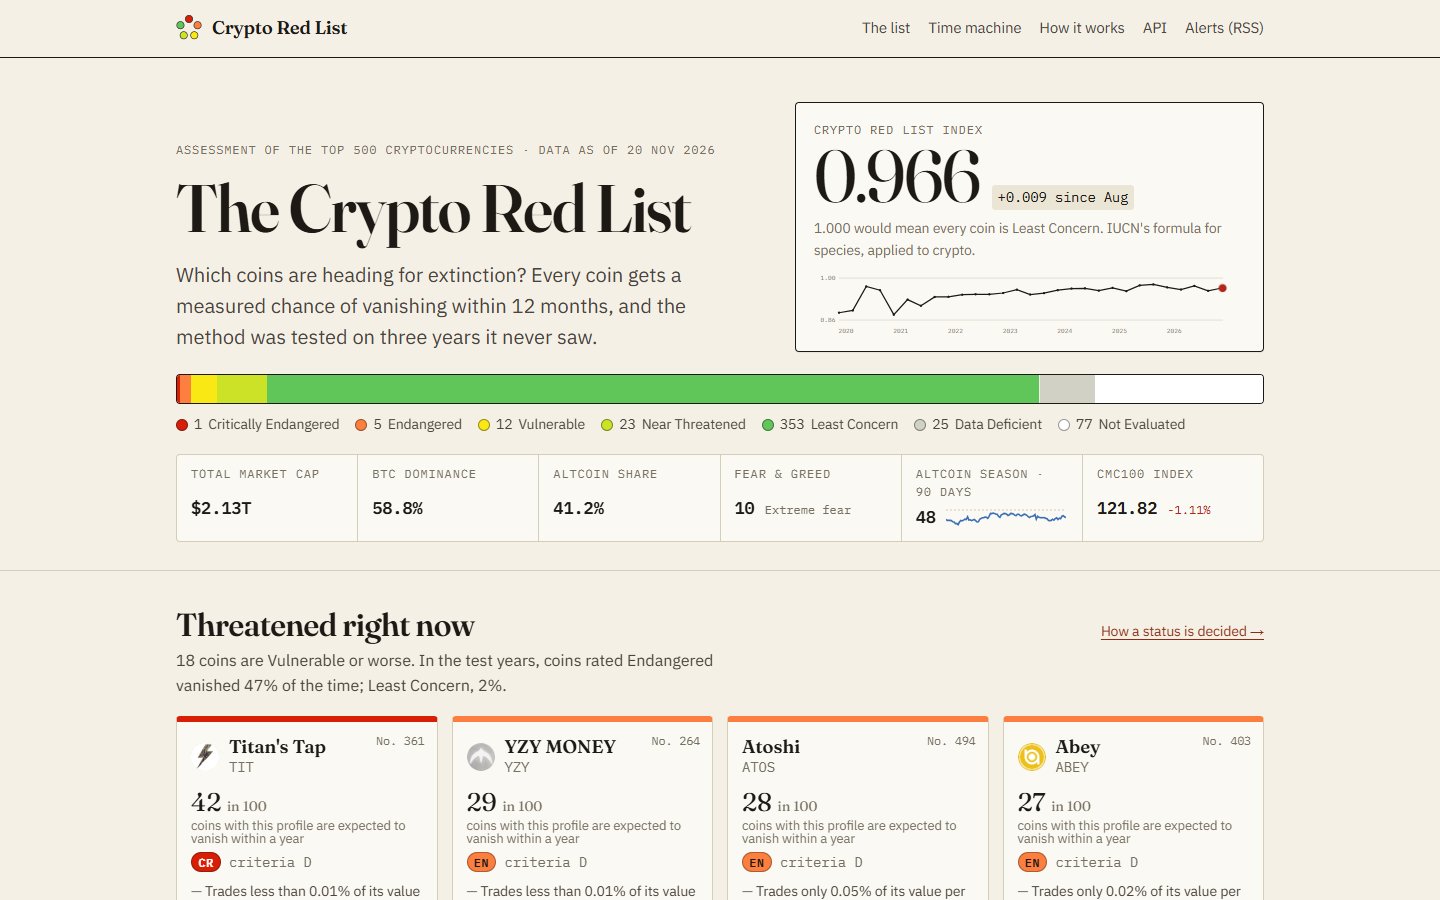 Crypto Red List
The list
Time machine
How it works
API
Alerts (RSS)
ASSESSMENT OF THE TOP 500 CRYPTOCURRENCIES · DATA AS OF 20 NOV 2026
The Crypto Red List
Which coins are heading for extinction? Every coin gets a
measured chance of vanishing within 12 months, and the
method was tested on three years it never saw.
CRYPTO RED LIST INDEX
0.966
+0.009 since Aug
1.000 would mean every coin is Least Concern. IUCN's formula for
species, applied to crypto.
1.00
0.86
2020 2021 2022 2023 2024 2025 2026
1 Critically Endangered
5 Endangered
12 Vulnerable
23 Near Threatened
353 Least Concern
25 Data Deficient
77 Not Evaluated
TOTAL MARKET CAP
$2.13T
BTC DOMINANCE
58.8%
ALTCOIN SHARE
41.2%
FEAR & GREED
10 Extreme fear
ALTCOIN SEASON ·
90 DAYS
48
CMC100 INDEX
121.82 -1.11%
Threatened right now
How a status is decided →
18 coins are Vulnerable or worse. In the test years, coins rated Endangered
vanished 47% of the time; Least Concern, 2%.
Titan's Tap
No. 361
TIT
42 in 100
coins with this profile are expected to
vanish within a year
CR criteria D
— Trades less than 0.01% of its value
YZY MONEY
No. 264
YZY
29 in 100
coins with this profile are expected to
vanish within a year
EN criteria D
— Trades less than 0.01% of its value
Atoshi
No. 494
ATOS
28 in 100
coins with this profile are expected to
vanish within a year
EN criteria D
— Trades only 0.05% of its value per
Abey
No. 403
ABEY
27 in 100
coins with this profile are expected to
vanish within a year
EN criteria D
— Trades only 0.02% of its value per